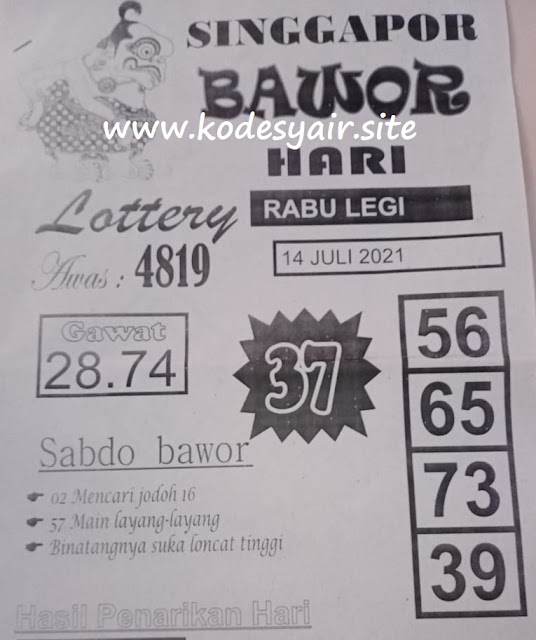 SINGGAPOR
BAWOR
www.kodesyair.site
HARI
Lottery
RABU LEGI
14 JULI 2021
Awas : 4819
Gawat
28.74
37
56
65
73
39
Sabdo bawor
02 Mencari jodoh 16
57 Main layang-layang
Binatangnya suka loncat tinggi
Hasil Penarikan Hari